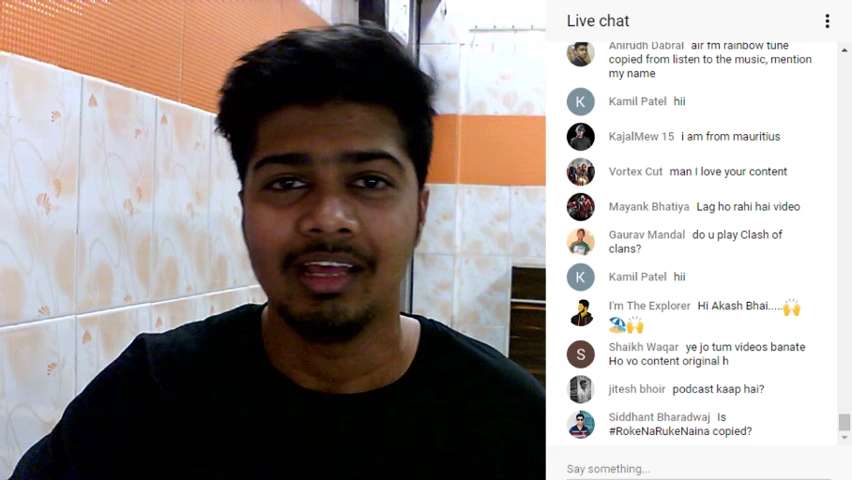 Live chat
Anirudh Dabral air fm rainbow tune
copied from listen to the music, mention
my name
K Kamil Patel hii
KajalMew 15 i am from mauritius
Vortex Cut man I love your content
Mayank Bhatiya Lag ho rahi hai video
Gaurav Mandal do u play Clash of
clans?
K Kamil Patel hii
I'm The Explorer Hi Akash Bhai.....🙌
🏖️🙌
S Shaikh Waqar ye jo tum videos banate
Ho vo content original h
jitesh bhoir podcast kaap hai?
Siddhant Bharadwaj Is
#RokeNaRukeNaina copied?
Say something...